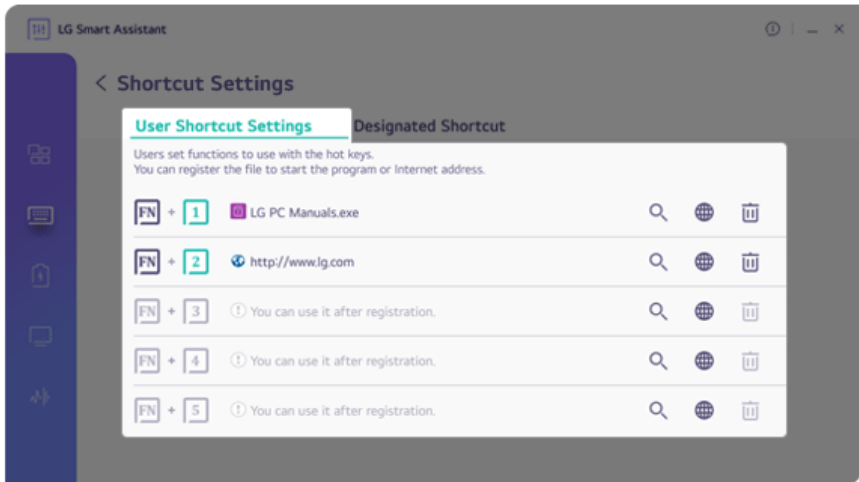 LG Smart Assistant
Shortcut Settings
User Shortcut Settings
Designated Shortcut
Users set functions to use with the hot keys.
You can register the file to start the program or Internet address.
FN + 1 LG PC Manuals.exe
FN + 2 http://www.lg.com
FN + 3 You can use it after registration.
FN + 4 You can use it after registration.
FN + 5 You can use it after registration.